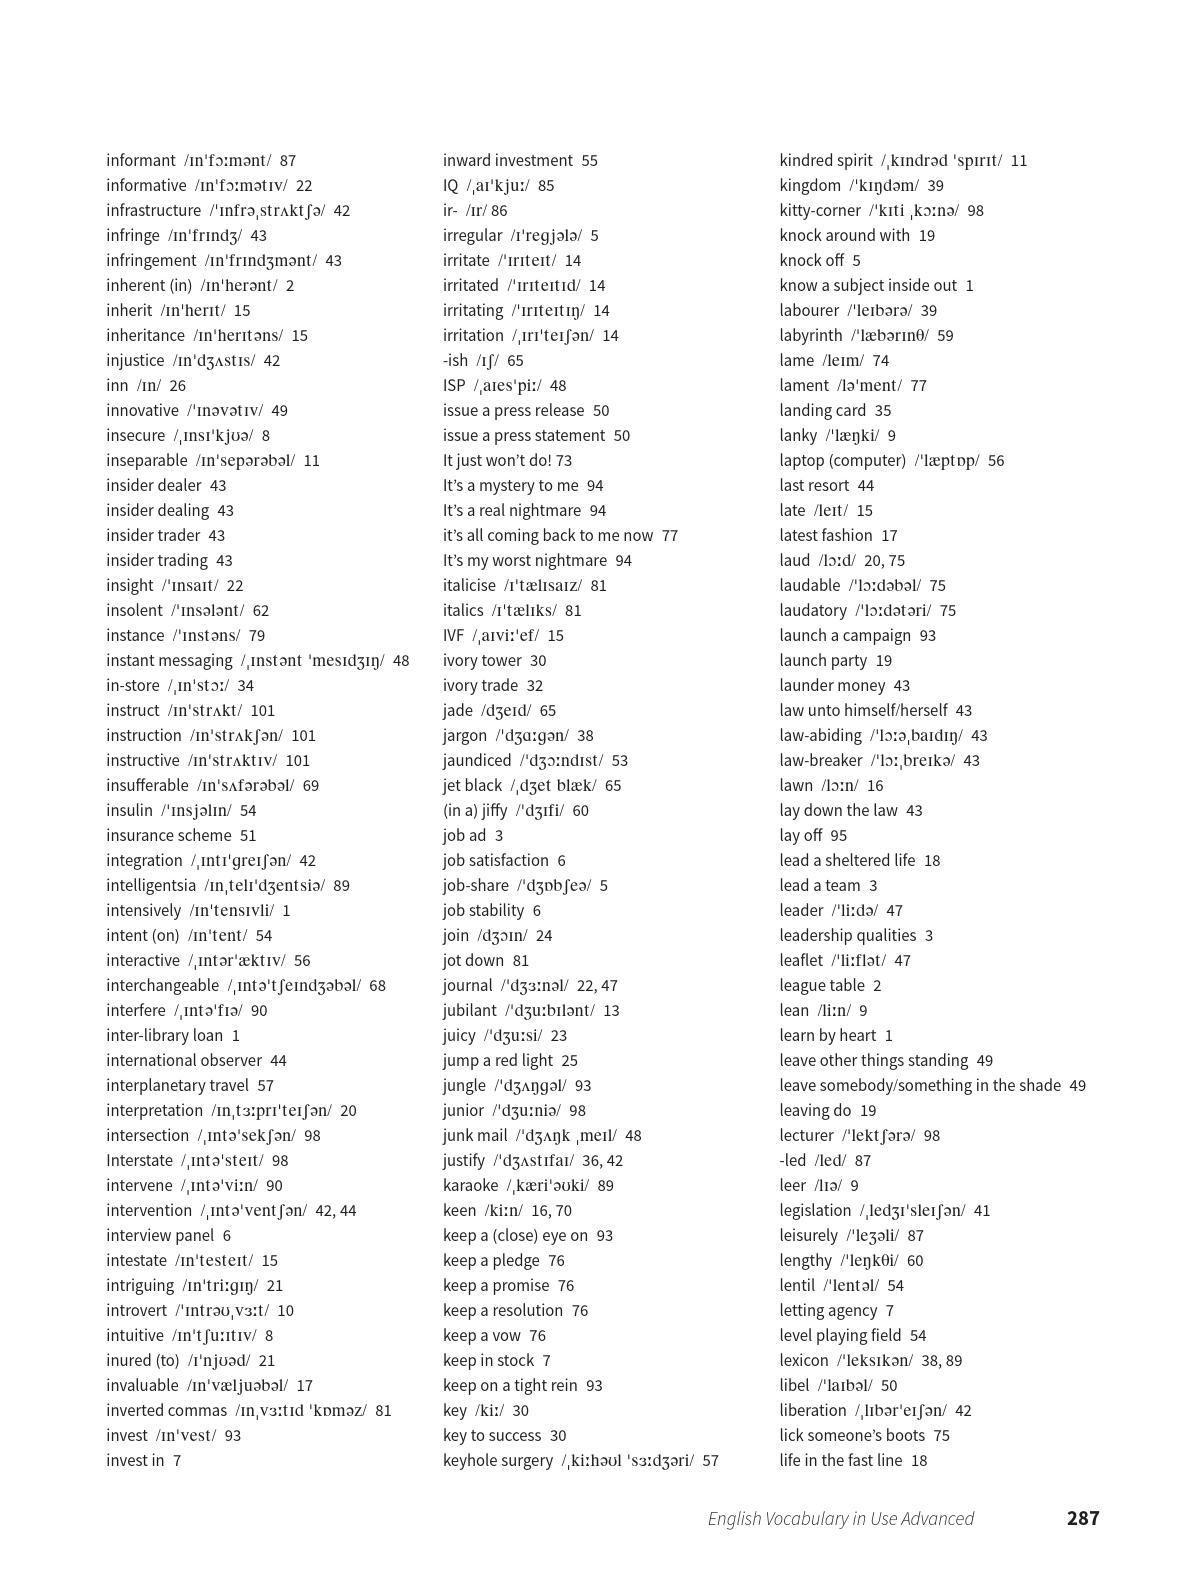 informant /ɪnˈfɔːmənt/ 87
informative /ɪnˈfɔːmətɪv/ 22
infrastructure /ˈɪnfrəˌstrʌktʃə/ 42
infringe /ɪnˈfrɪndʒ/ 43
infringement /ɪnˈfrɪndʒmənt/ 43
inherent (in) /ɪnˈherənt/ 2
inherit /ɪnˈherɪt/ 15
inheritance /ɪnˈherɪtəns/ 15
injustice /ɪnˈdʒʌstɪs/ 42
inn /ɪn/ 26
innovative /ˈɪnəvətɪv/ 49
insecure /ˌɪnsɪˈkjʊə/ 8
inseparable /ɪnˈsepərəbəl/ 11
insider dealer 43
insider dealing 43
insider trader 43
insider trading 43
insight /ˈɪnsaɪt/ 22
insolent /ˈɪnsələnt/ 62
instance /ˈɪnstəns/ 79
instant messaging /ˌɪnstənt ˈmesɪdʒɪŋ/ 48
in-store /ˌɪnˈstɔː/ 34
instruct /ɪnˈstrʌkt/ 101
instruction /ɪnˈstrʌkʃən/ 101
instructive /ɪnˈstrʌktɪv/ 101
insufferable /ɪnˈsʌfərəbəl/ 69
insulin /ˈɪnsjəlɪn/ 54
insurance scheme 51
integration /ˌɪntɪˈgreɪʃən/ 42
intelligentsia /ɪnˌtelɪˈdʒentsiə/ 89
intensively /ɪnˈtensɪvli/ 1
intent (on) /ɪnˈtent/ 54
interactive /ˌɪntərˈæktɪv/ 56
interchangeable /ˌɪntəˈtʃeɪndʒəbəl/ 68
interfere /ˌɪntəˈfɪə/ 90
inter-library loan 1
international observer 44
interplanetary travel 57
interpretation /ɪnˌtɜːprɪˈteɪʃən/ 20
intersection /ˌɪntəˈsekʃən/ 98
Interstate /ˌɪntəˈsteɪt/ 98
intervene /ˌɪntəˈviːn/ 90
intervention /ˌɪntəˈventʃən/ 42, 44
interview panel 6
intestate /ɪnˈtesteɪt/ 15
intriguing /ɪnˈtriːgɪŋ/ 21
introvert /ˈɪntrəʊˌvɜːt/ 10
intuitive /ɪnˈtʃuːɪtɪv/ 8
inured (to) /ɪˈnjʊəd/ 21
invaluable /ɪnˈvæljuəbəl/ 17
inverted commas /ɪnˌvɜːtɪd ˈkɒməz/ 81
invest /ɪnˈvest/ 93
invest in 7
inward investment 55
IQ /ˌaɪˈkjuː/ 85
ir- /ɪr/ 86
irregular /ɪˈregjələ/ 5
irritate /ˈɪrɪteɪt/ 14
irritated /ˈɪrɪteɪtɪd/ 14
irritating /ˈɪrɪteɪtɪŋ/ 14
irritation /ˌɪrɪˈteɪʃən/ 14
-ish /ɪʃ/ 65
ISP /ˌaɪesˈpiː/ 48
issue a press release 50
issue a press statement 50
It just won’t do! 73
It’s a mystery to me 94
It’s a real nightmare 94
it’s all coming back to me now 77
It’s my worst nightmare 94
italicise /ɪˈtælɪsaɪz/ 81
italics /ɪˈtælɪks/ 81
IVF /ˌaɪviːˈef/ 15
ivory tower 30
ivory trade 32
jade /dʒeɪd/ 65
jargon /ˈdʒɑːgən/ 38
jaundiced /ˈdʒɔːndɪst/ 53
jet black /ˌdʒet blæk/ 65
(in a) jiffy /ˈdʒɪfi/ 60
job ad 3
job satisfaction 6
job-share /ˈdʒɒbʃeə/ 5
job stability 6
join /dʒɔɪn/ 24
jot down 81
journal /ˈdʒɜːnəl/ 22, 47
jubilant /ˈdʒuːbɪlənt/ 13
juicy /ˈdʒuːsi/ 23
jump a red light 25
jungle /ˈdʒʌŋgəl/ 93
junior /ˈdʒuːniə/ 98
junk mail /ˈdʒʌŋk ˌmeɪl/ 48
justify /ˈdʒʌstɪfaɪ/ 36, 42
karaoke /ˌkæriˈəʊki/ 89
keen /kiːn/ 16, 70
keep a (close) eye on 93
keep a pledge 76
keep a promise 76
keep a resolution 76
keep a vow 76
keep in stock 7
keep on a tight rein 93
key /kiː/ 30
key to success 30
keyhole surgery /ˌkiːhəʊl ˈsɜːdʒəri/ 57
kindred spirit /ˌkɪndrəd ˈspɪrɪt/ 11
kingdom /ˈkɪŋdəm/ 39
kitty-corner /ˈkɪti ˌkɔːnə/ 98
knock around with 19
knock off 5
know a subject inside out 1
labourer /ˈleɪbərə/ 39
labyrinth /ˈlæbərɪnθ/ 59
lame /leɪm/ 74
lament /ləˈment/ 77
landing card 35
lanky /ˈlæŋki/ 9
laptop (computer) /ˈlæptɒp/ 56
last resort 44
late /leɪt/ 15
latest fashion 17
laud /lɔːd/ 20, 75
laudable /ˈlɔːdəbəl/ 75
laudatory /ˈlɔːdətəri/ 75
launch a campaign 93
launch party 19
launder money 43
law unto himself/herself 43
law-abiding /ˈlɔːəˌbaɪdɪŋ/ 43
law-breaker /ˈlɔːˌbreɪkə/ 43
lawn /lɔːn/ 16
lay down the law 43
lay off 95
lead a sheltered life 18
lead a team 3
leader /ˈliːdə/ 47
leadership qualities 3
leaflet /ˈliːflət/ 47
league table 2
lean /liːn/ 9
learn by heart 1
leave other things standing 49
leave somebody/something in the shade 49
leaving do 19
lecturer /ˈlektʃərə/ 98
-led /led/ 87
leer /lɪə/ 9
legislation /ˌledʒɪˈsleɪʃən/ 41
leisurely /ˈleʒəli/ 87
lengthy /ˈleŋkθi/ 60
lentil /ˈlentəl/ 54
letting agency 7
level playing field 54
lexicon /ˈleksɪkən/ 38, 89
libel /ˈlaɪbəl/ 50
liberation /ˌlɪbərˈeɪʃən/ 42
lick someone’s boots 75
life in the fast line 18
English Vocabulary in Use Advanced 287